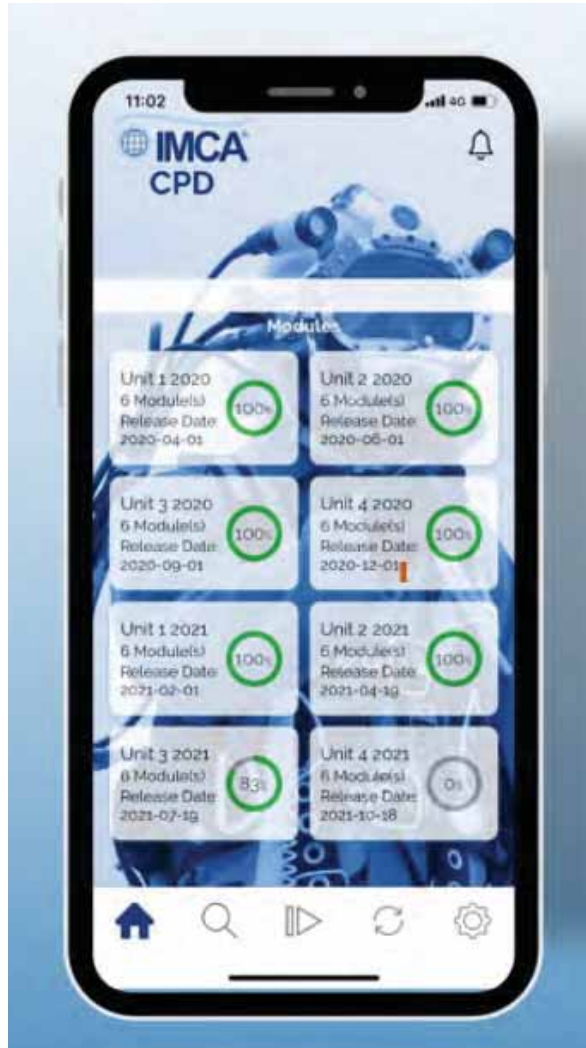 11:02
4G
IMCA
CPD
Modules
Unit 1 2020
6 Module(s)
Release Date:
2020-04-01
100%
Unit 2 2020
6 Module(s)
Release Date:
2020-06-01
100%
Unit 3 2020
6 Module(s)
Release Date:
2020-09-01
100%
Unit 4 2020
6 Module(s)
Release Date:
2020-12-01
100%
Unit 1 2021
6 Module(s)
Release Date:
2021-02-01
100%
Unit 2 2021
6 Module(s)
Release Date:
2021-04-19
100%
Unit 3 2021
6 Module(s)
Release Date:
2021-07-19
83%
Unit 4 2021
6 Module(s)
Release Date:
2021-10-18
0%